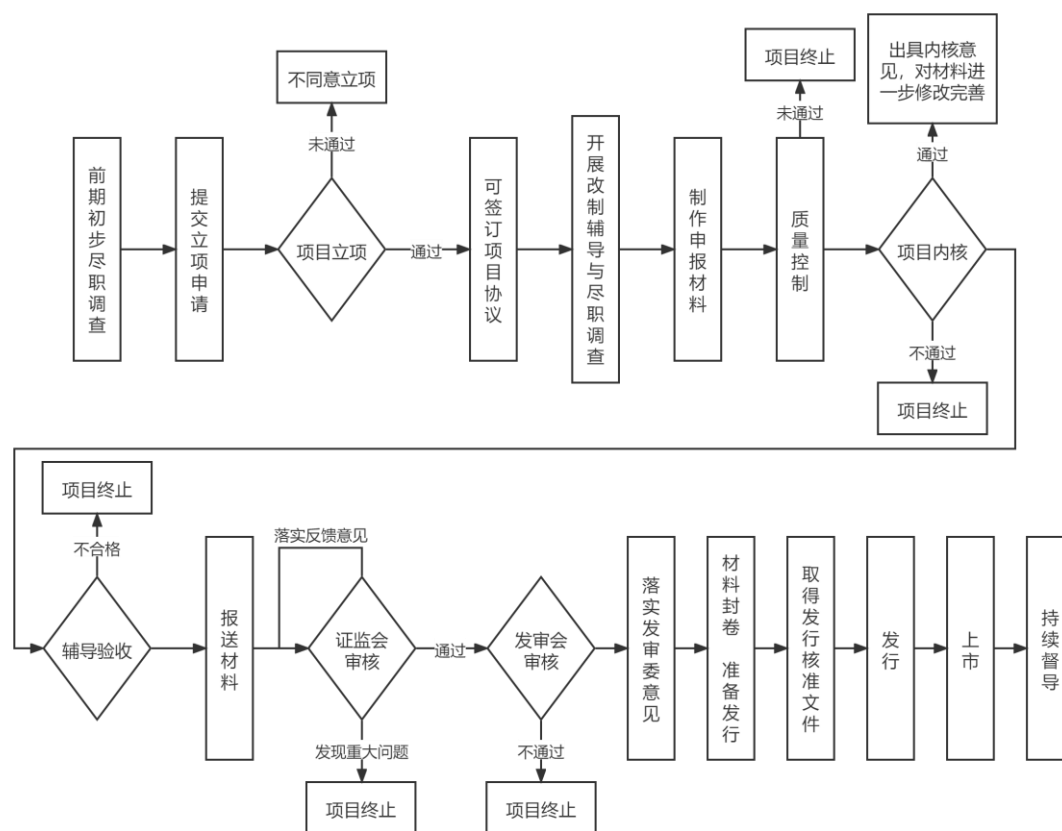 不同意立项
未通过
前期初步尽职调查
提交立项申请
项目立项
通过
可签订项目协议
开展改制辅导与尽职调查
制作申报材料
项目终止
未通过
质量控制
出具内核意
见，对材料进
一步修改完善
通过
项目内核
不通过
项目终止
项目终止
不合格
辅导验收
报送材料
落实反馈意见
证监会
审核
发现重大问题
项目终止
通过
发审会
审核
不通过
项目终止
落实发审委意见
材料封卷 准备发行
取得发行核准文件
发行
上市
持续督导